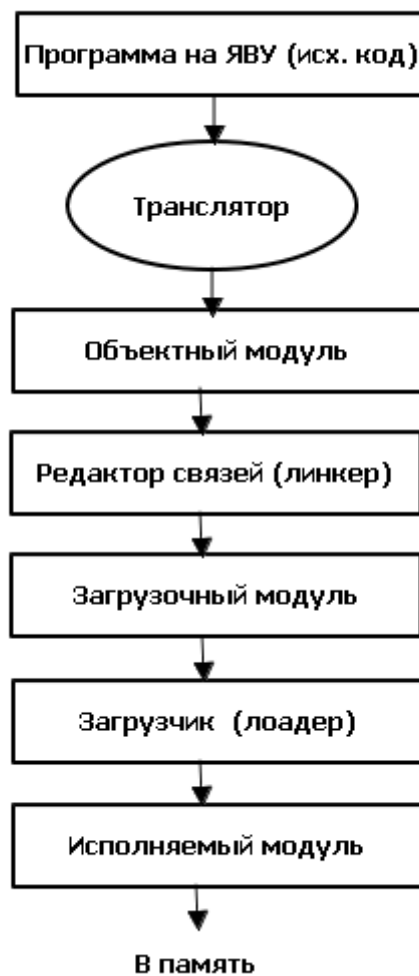 Программа на ЯВУ (исх. код)
Транслятор
Объектный модуль
Редактор связей (линкер)
Загрузочный модуль
Загрузчик (лоадер)
Исполняемый модуль
В память